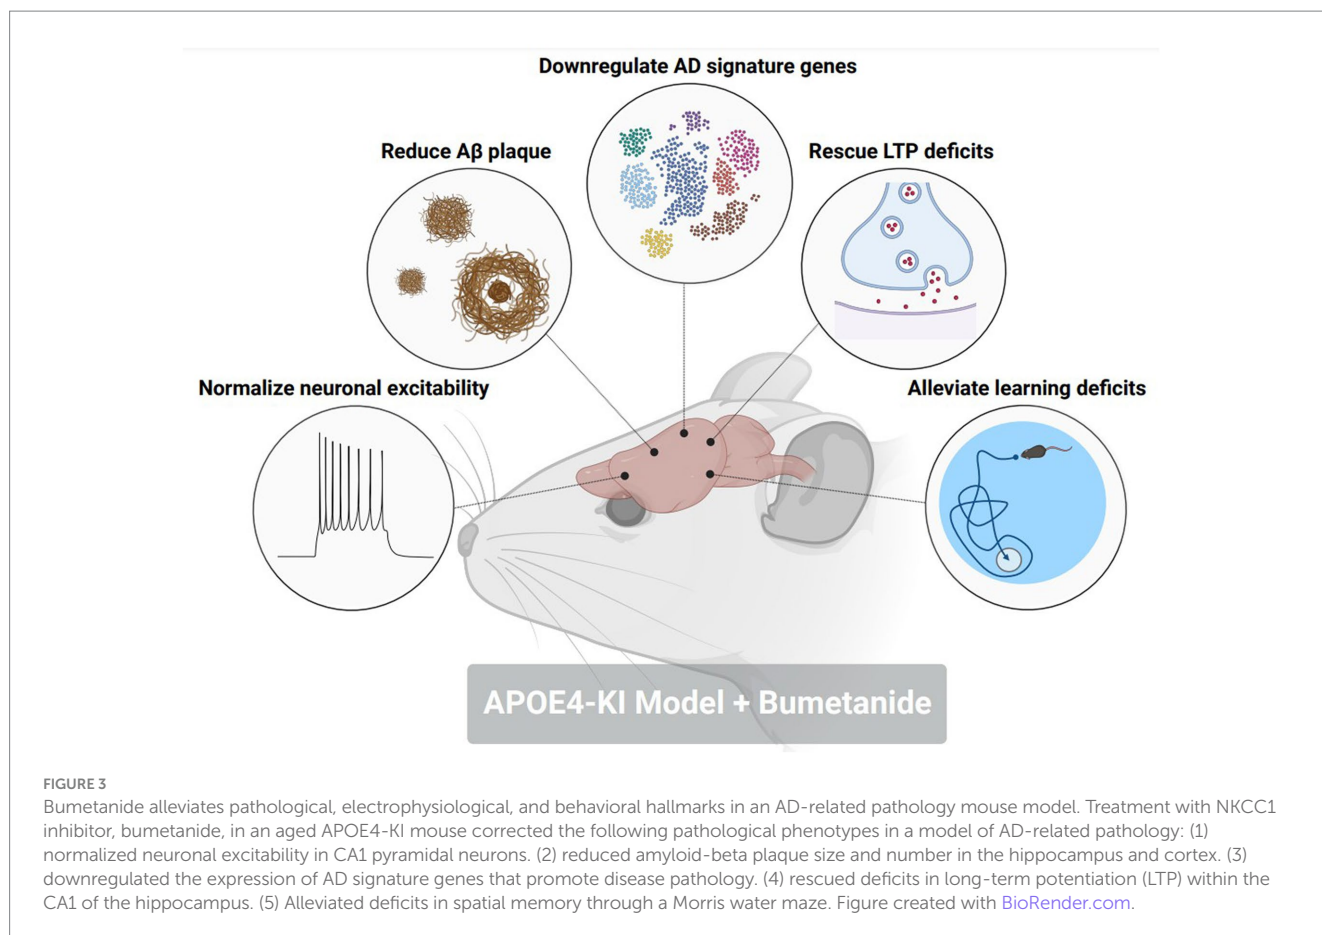 Downregulate AD signature genes
Reduce Aβ plaque
Rescue LTP deficits
Normalize neuronal excitability
Alleviate learning deficits
APOE4-KI Model + Bumetanide
FIGURE 3
Bumetanide alleviates pathological, electrophysiological, and behavioral hallmarks in an AD-related pathology mouse model. Treatment with NKCC1
inhibitor, bumetanide, in an aged APOE4-KI mouse corrected the following pathological phenotypes in a model of AD-related pathology: (1)
normalized neuronal excitability in CA1 pyramidal neurons. (2) reduced amyloid-beta plaque size and number in the hippocampus and cortex. (3)
downregulated the expression of AD signature genes that promote disease pathology. (4) rescued deficits in long-term potentiation (LTP) within the
CA1 of the hippocampus. (5) Alleviated deficits in spatial memory through a Morris water maze. Figure created with BioRender.com.